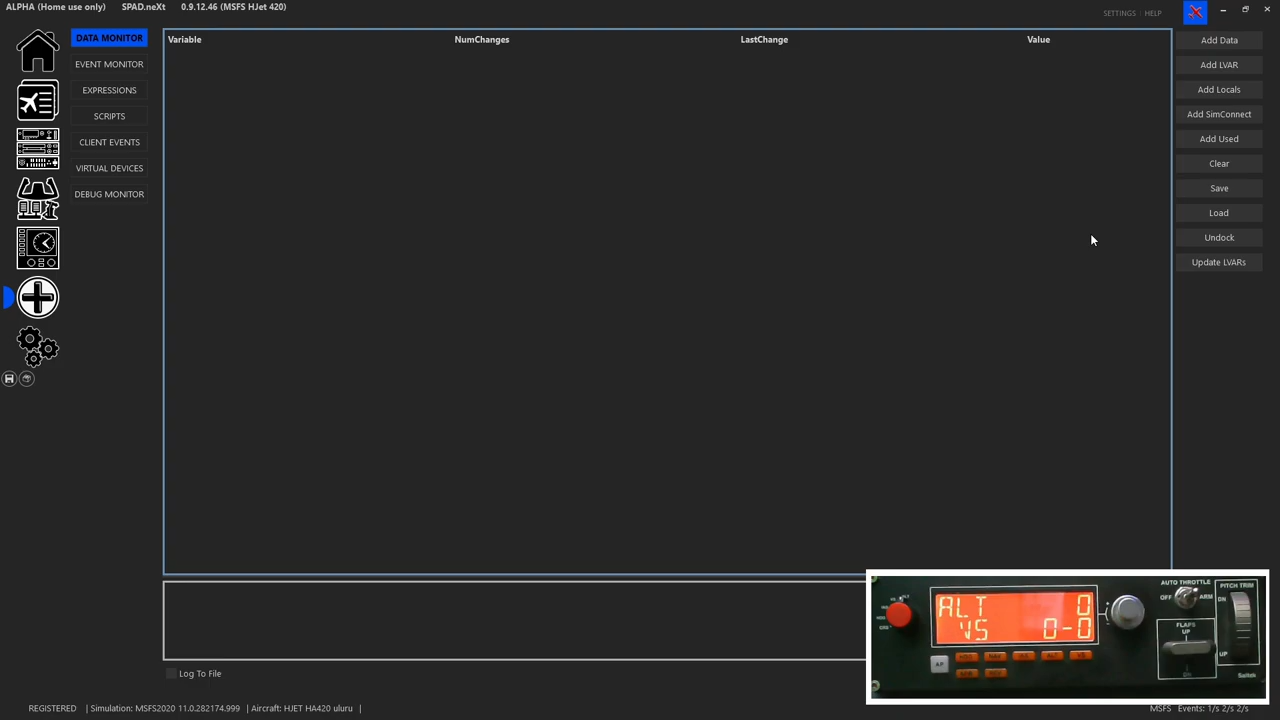 ALPHA (Home use only) SPAD.neXt 0.9.12.46 (MSFS HJet 420)
SETTINGS HELP
DATA MONITOR
EVENT MONITOR
EXPRESSIONS
SCRIPTS
CLIENT EVENTS
VIRTUAL DEVICES
DEBUG MONITOR
Variable NumChanges LastChange Value
Add Data
Add LVAR
Add Locals
Add SimConnect
Add Used
Clear
Save
Load
Undock
Update LVARs
ALT 0
VS 0-0
AP
AUTO THROTTLE
OFF ARM
PITCH TRIM
DN
UP
FLAPS
UP
Saitek
Log To File
REGISTERED | Simulation: MSFS2020 11.0.282174.999 | Aircraft: HJET HA420 uluru |
MSFS Events: 1/s 2/s 2/s